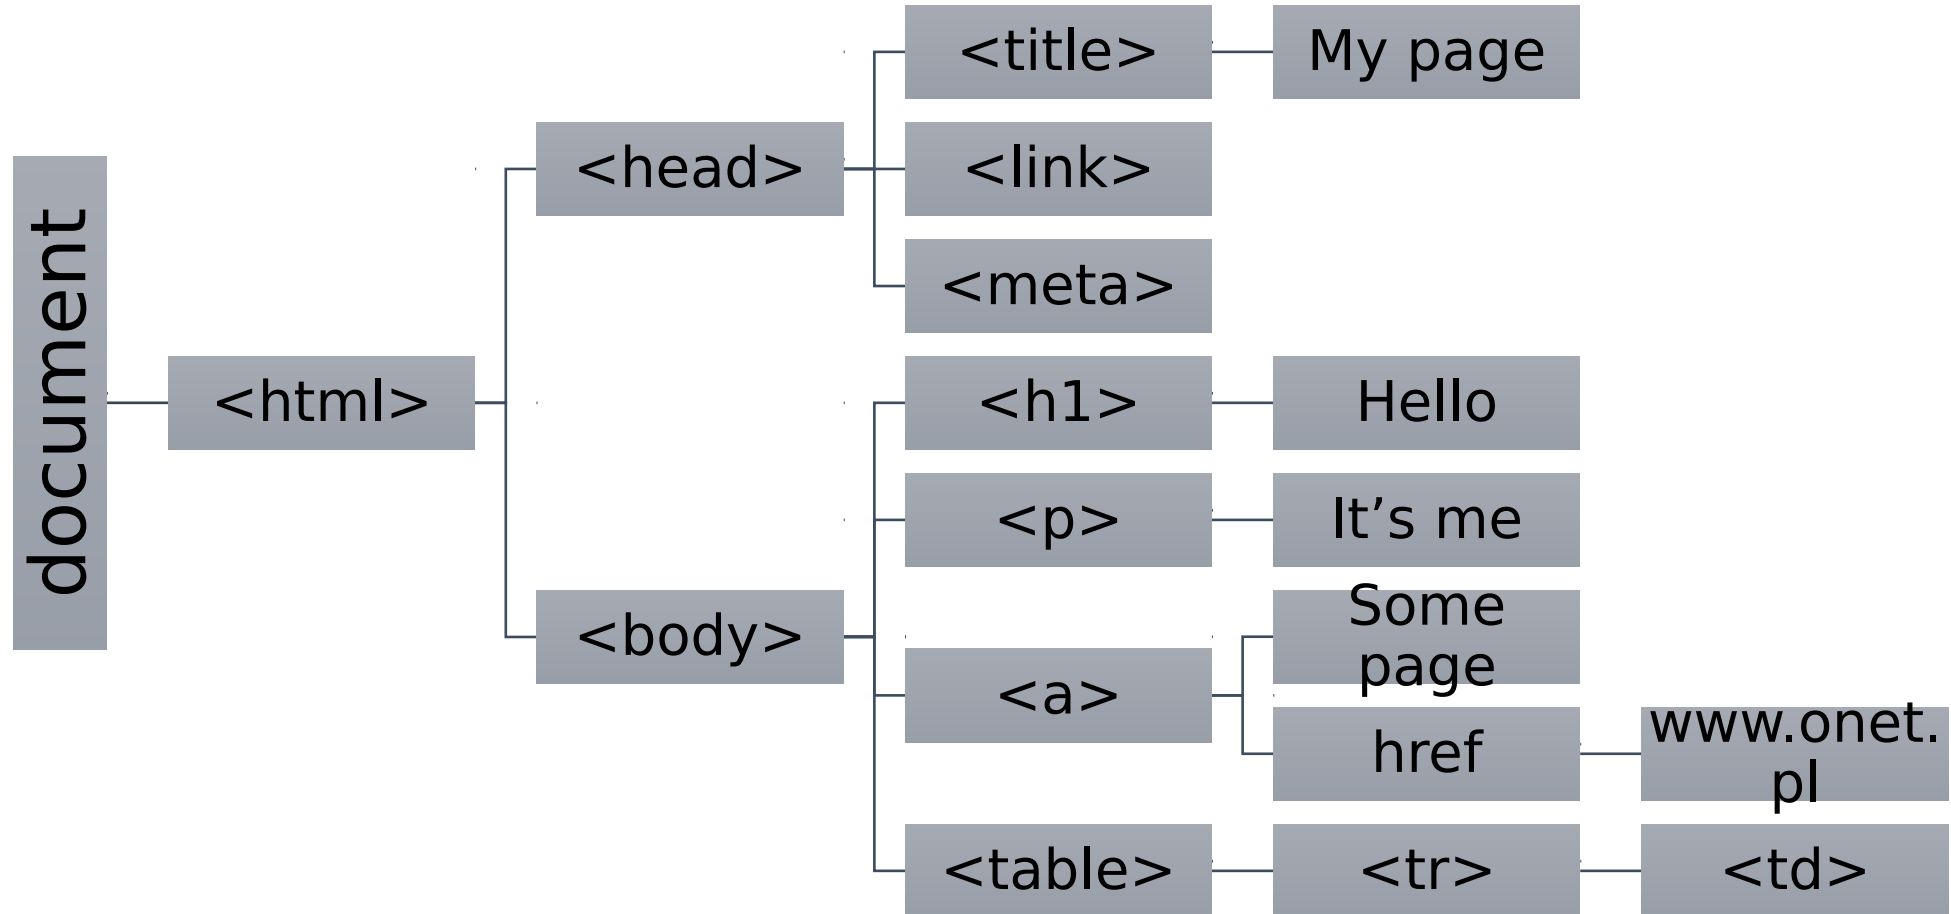 document
<html>
<head>
<title>
My page
<link>
<meta>
<body>
<h1>
Hello
<p>
It’s me
<a>
Some
page
href
www.onet.
pl
<table>
<tr>
<td>